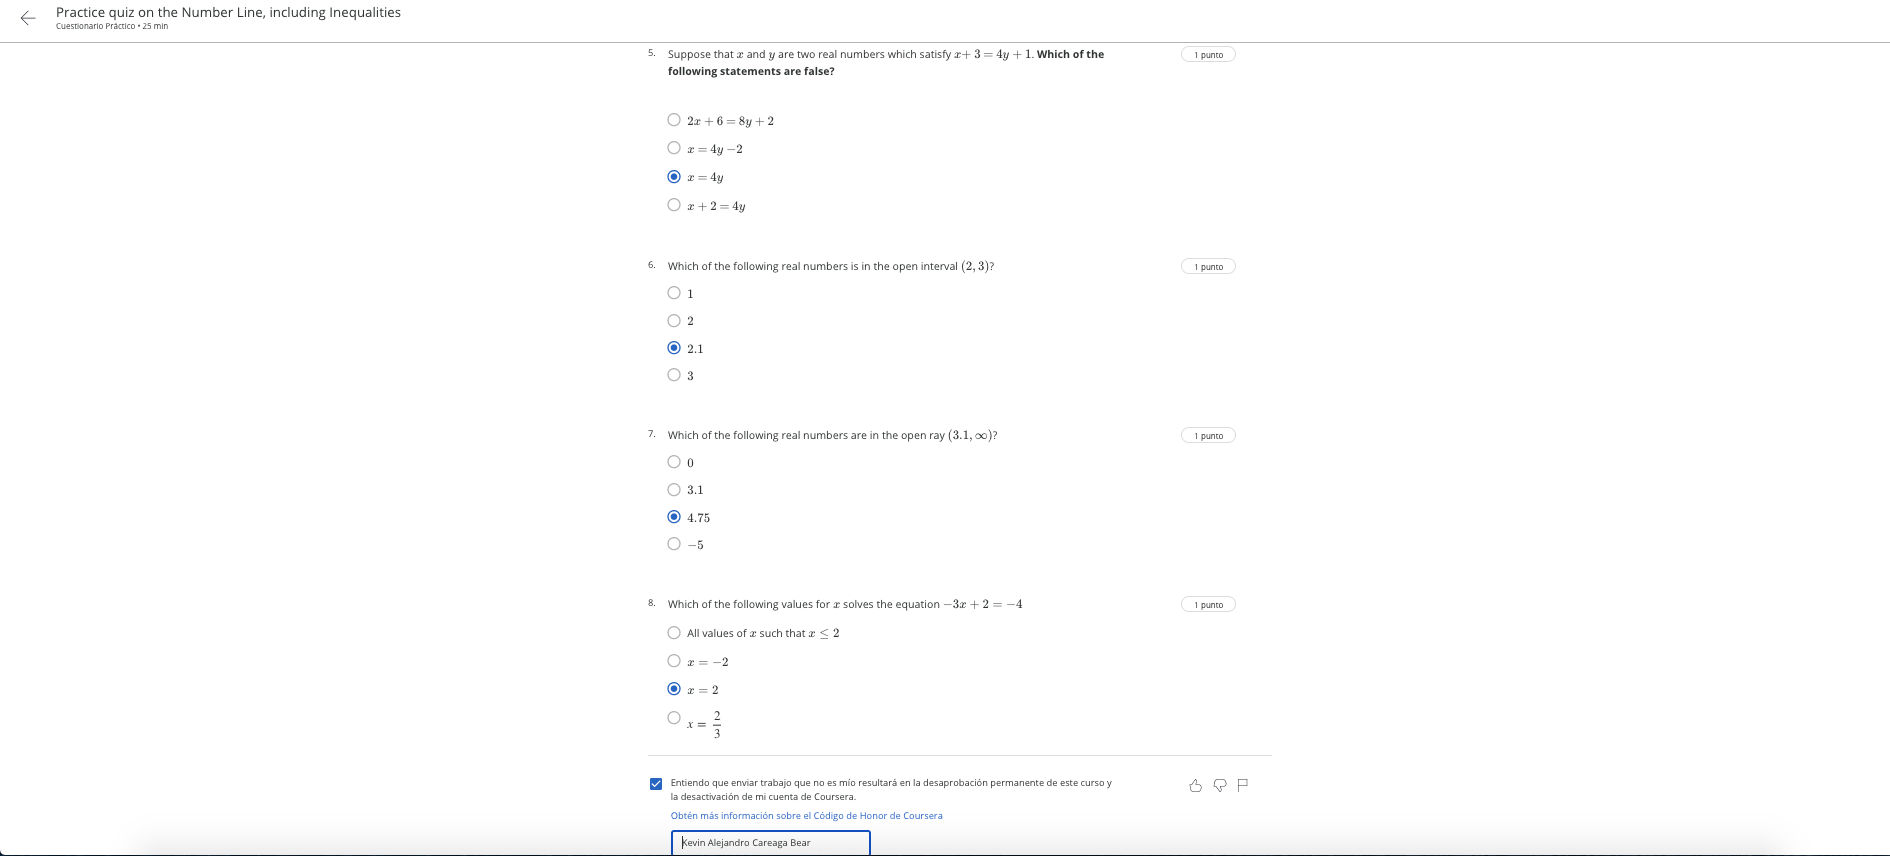 Practice quiz on the Number Line, including Inequalities
Cuestionario Práctico • 25 min
5. Suppose that x and y are two real numbers which satisfy x+ 3 = 4y + 1. Which of the 1 punto
following statements are false?
2x + 6 = 8y + 2
x = 4y −2
x = 4y
x + 2 = 4y
6. Which of the following real numbers is in the open interval (2, 3)? 1 punto
1
2
2.1
3
7. Which of the following real numbers are in the open ray (3.1, ∞)? 1 punto
0
3.1
4.75
−5
8. Which of the following values for x solves the equation −3x + 2 = −4 1 punto
All values of x such that x ≤ 2
x = −2
x = 2
x = 2/3
Entiendo que enviar trabajo que no es mío resultará en la desaprobación permanente de este curso y
la desactivación de mi cuenta de Coursera.
Obtén más información sobre el Código de Honor de Coursera
Kevin Alejandro Careaga Bear